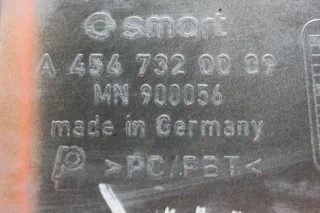 smart
A 454 732 00 09
MN 900056
made in Germany
>PC/PBT<